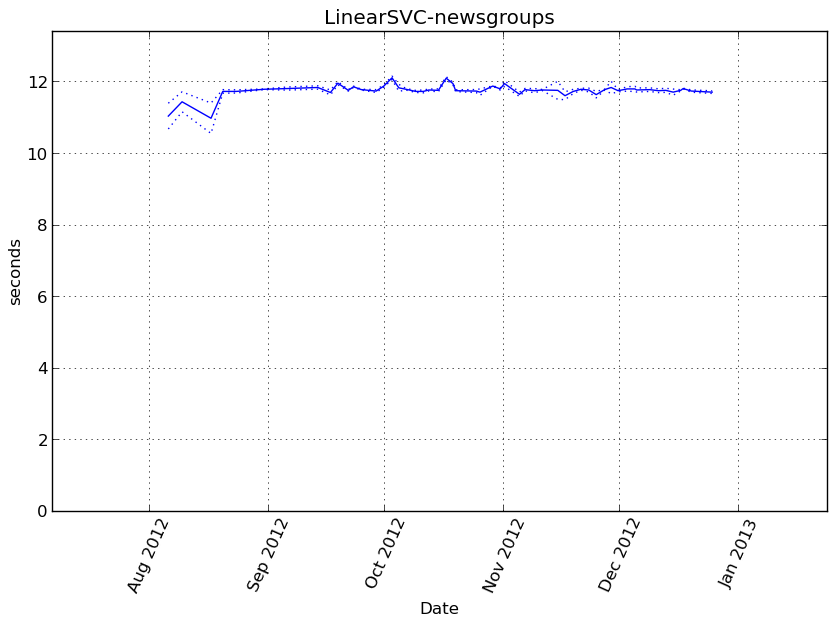 LinearSVC-newsgroups
12
10
8
6
4
2
0
seconds
Aug 2012
Sep 2012
Oct 2012
Nov 2012
Dec 2012
Jan 2013
Date